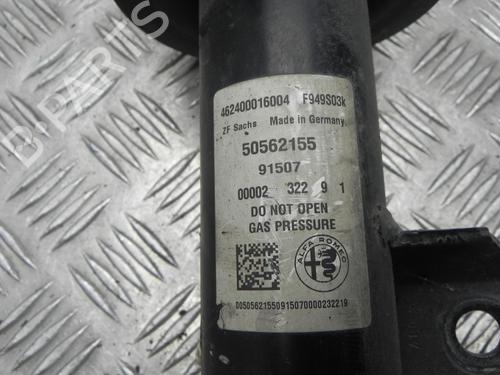 462400016004 F949S03k
ZF Sachs Made in Germany
50562155
91507
00002 322 9 1
DO NOT OPEN
GAS PRESSURE
ALFA ROMEO
00505621550915070000232219
B-PARTS